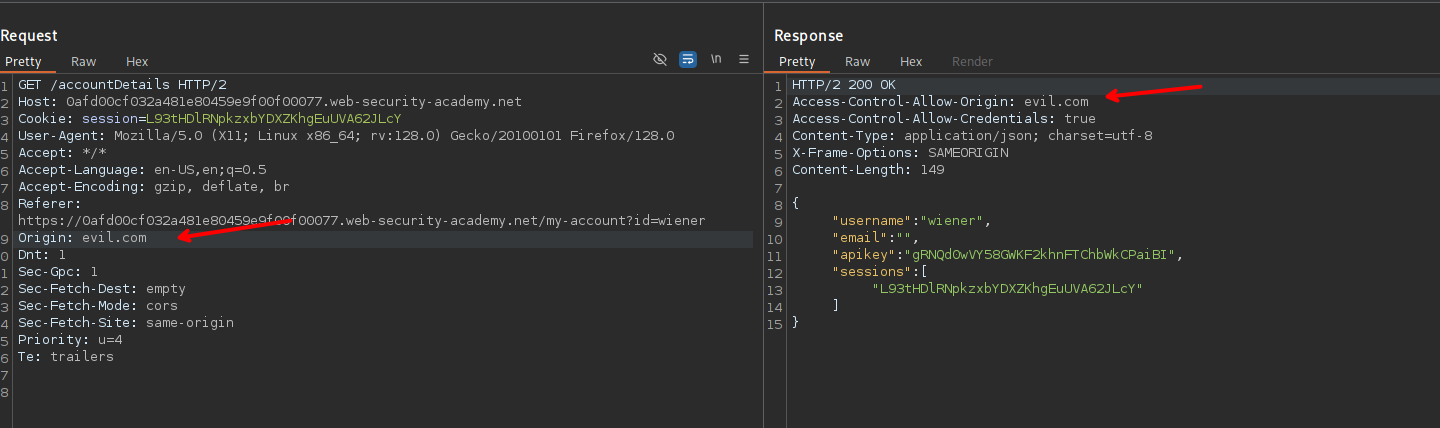 Request
Pretty Raw Hex \n
1 GET /accountDetails HTTP/2
2 Host: 0afd00cf032a481e80459e9f00f00077.web-security-academy.net
3 Cookie: session=L93tHDlRNpkzxbYDXZKhgEuUVA62JLcY
4 User-Agent: Mozilla/5.0 (X11; Linux x86_64; rv:128.0) Gecko/20100101 Firefox/128.0
5 Accept: */*
6 Accept-Language: en-US,en;q=0.5
7 Accept-Encoding: gzip, deflate, br
8 Referer:
https://0afd00cf032a481e80459e9f00f00077.web-security-academy.net/my-account?id=wiener
9 Origin: evil.com
0 Dnt: 1
1 Sec-Gpc: 1
2 Sec-Fetch-Dest: empty
3 Sec-Fetch-Mode: cors
4 Sec-Fetch-Site: same-origin
5 Priority: u=4
6 Te: trailers
7
8
Response
Pretty Raw Hex Render
1 HTTP/2 200 OK
2 Access-Control-Allow-Origin: evil.com
3 Access-Control-Allow-Credentials: true
4 Content-Type: application/json; charset=utf-8
5 X-Frame-Options: SAMEORIGIN
6 Content-Length: 149
7
8 {
9 "username":"wiener",
10 "email":"",
11 "apikey":"gRNQdOwVY58GWKF2khnFTChbWkCPaiBI",
12 "sessions":[
13 "L93tHDlRNpkzxbYDXZKhgEuUVA62JLcY"
14 ]
15 }